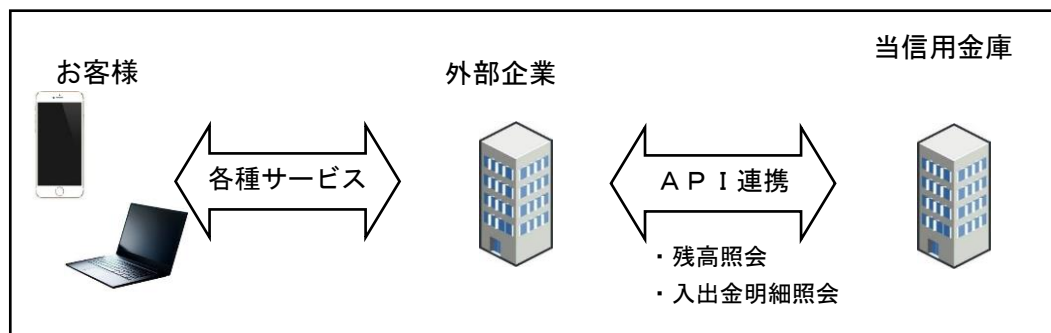 お客様
外部企業
当信用金庫
各種サービス
ＡＰＩ連携
・残高照会
・入出金明細照会